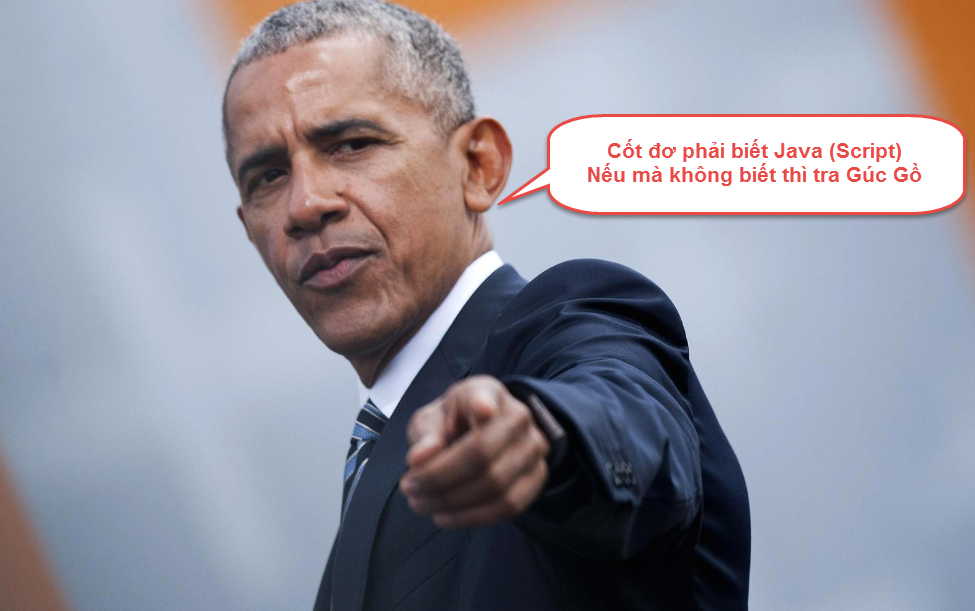 Cốt đơ phải biết Java (Script)
Nếu mà không biết thì tra Gúc Gồ